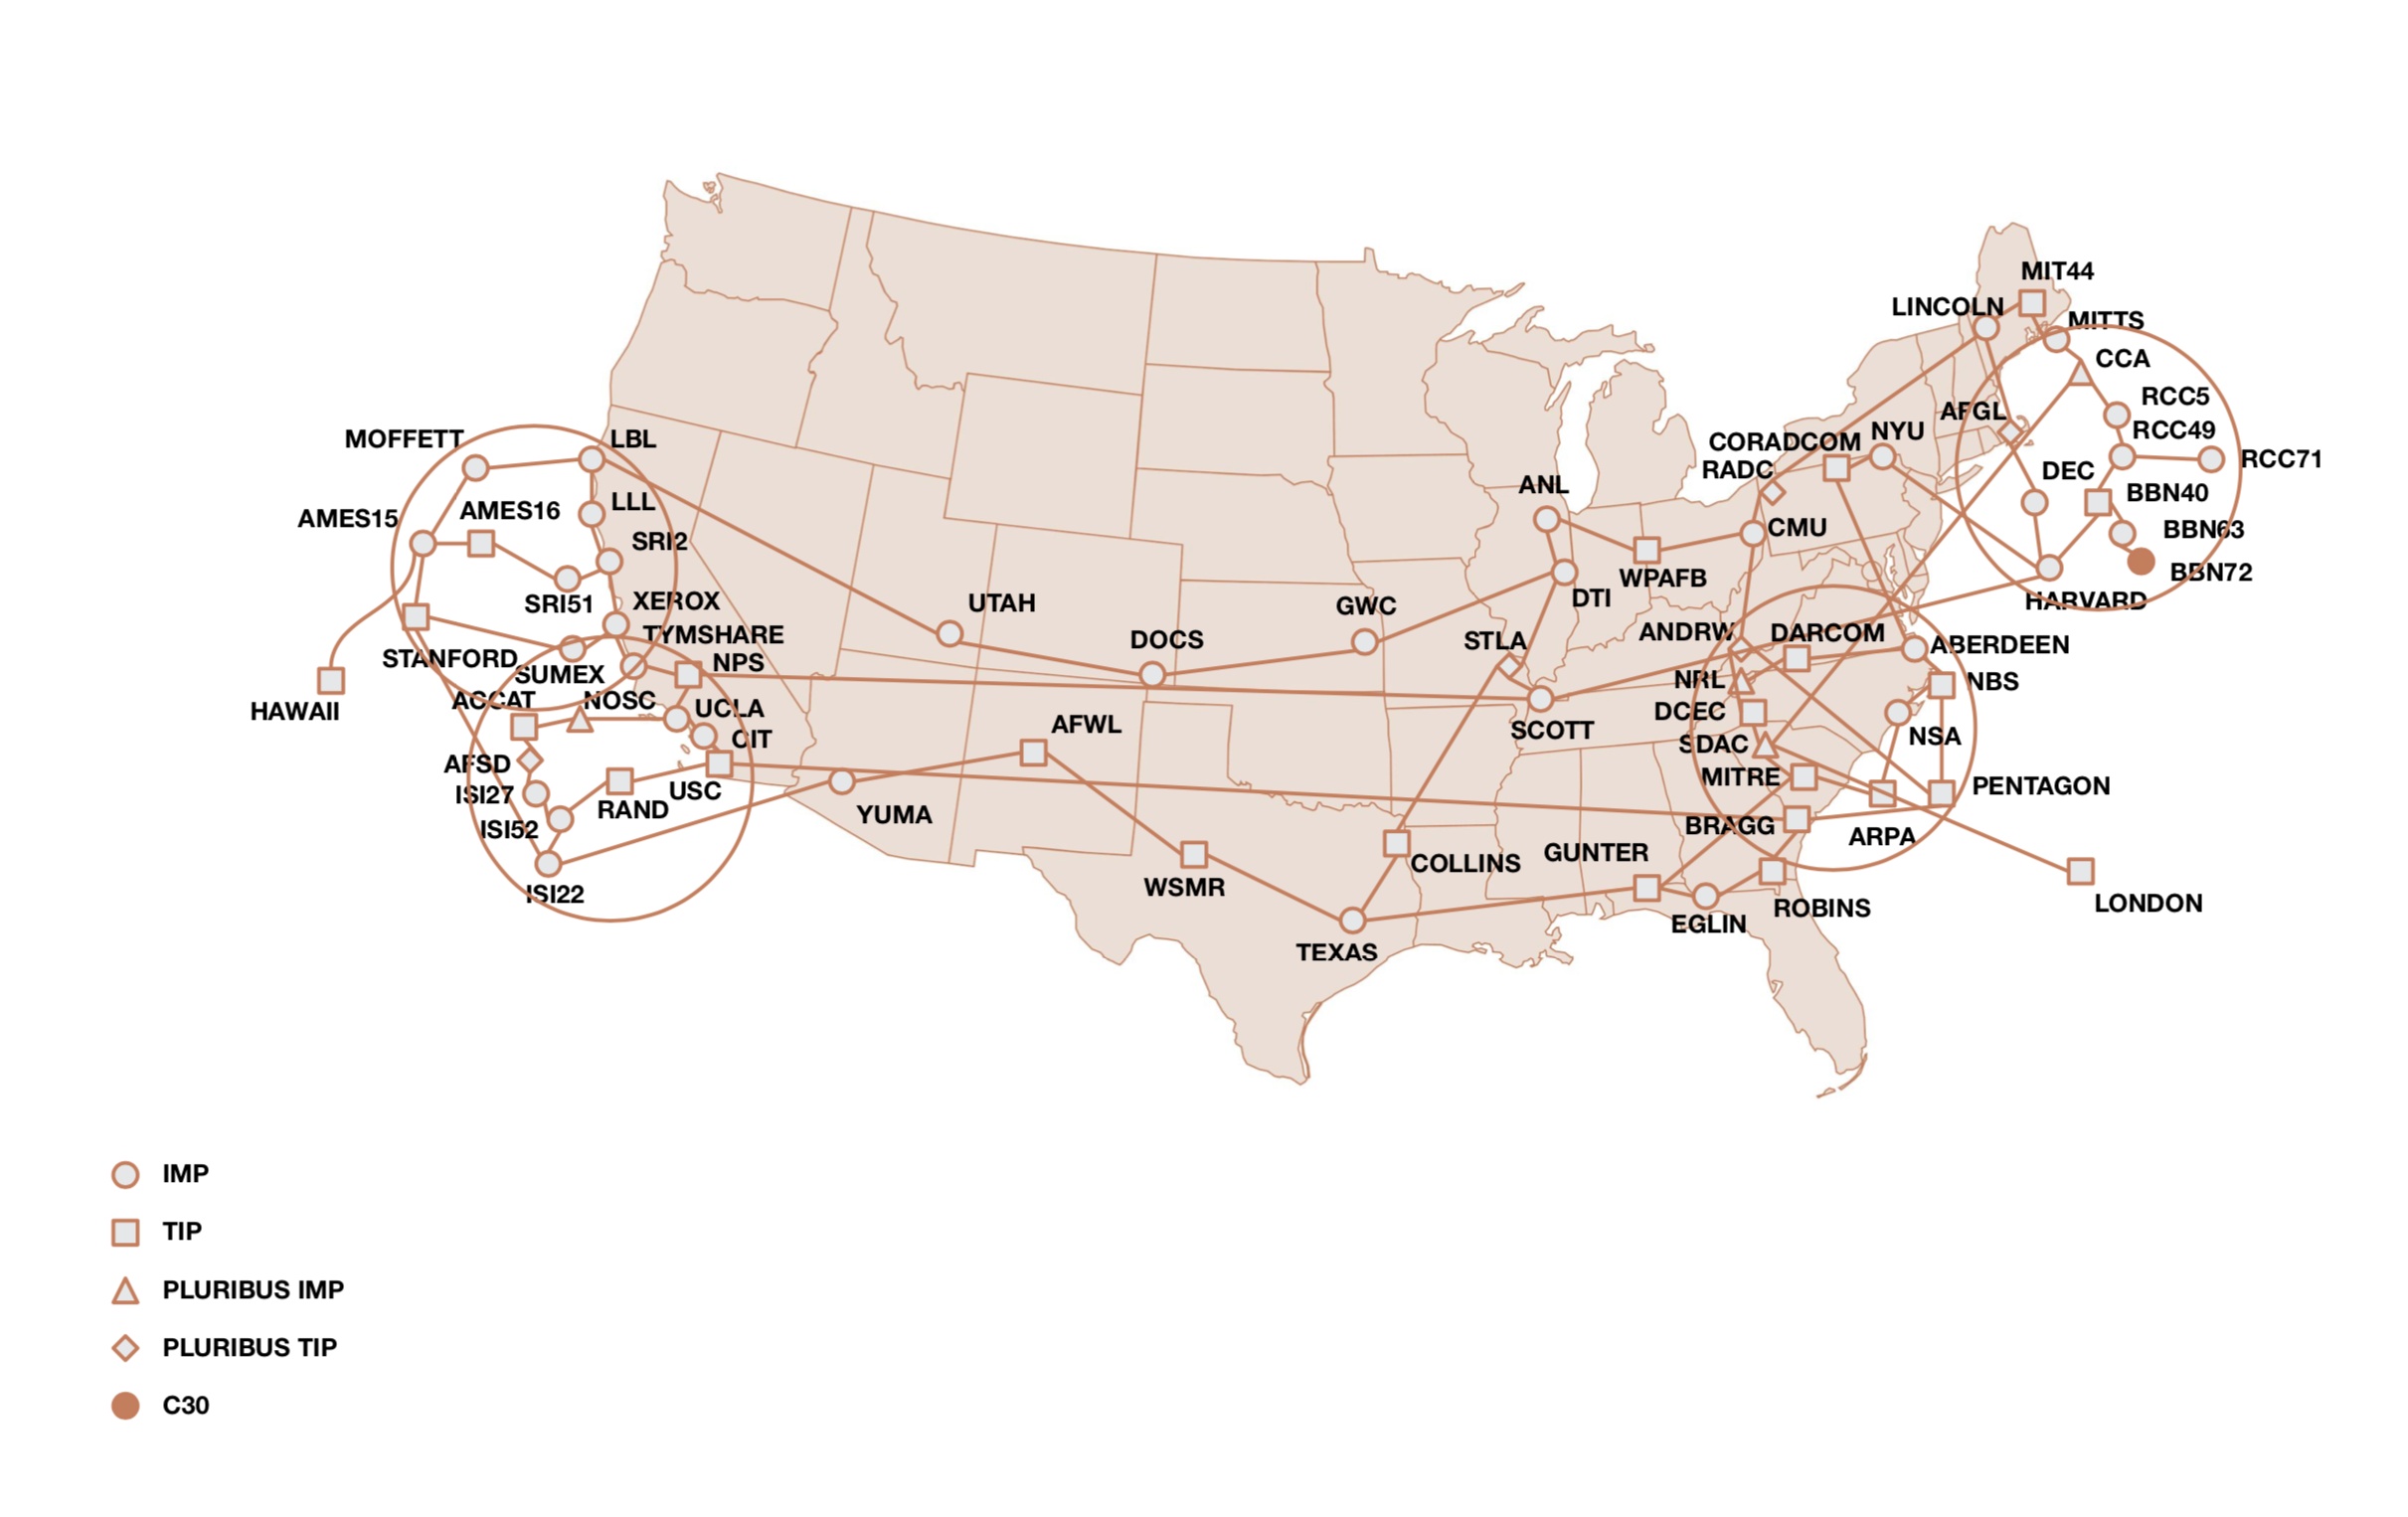 MIT44
LINCOLN
MITTS
CCA
RCC5
AFGL
RCC49
NYU
CORADCOM
MOFFETT
LBL
RCC71
RADC
DEC
ANL
BBN40
LLL
AMES16
AMES15
CMU
BBN63
SRI2
BBN72
WPAFB
DTI
XEROX
HARVARD
SRI51
UTAH
GWC
ANDRW
DARCOM
TYMSHARE
DOCS
STLA
ABERDEEN
STANFORD
NPS
SUMEX
NRL
NBS
ACCAT
NOSC
HAWAII
UCLA
DCEC
AFWL
SCOTT
NSA
CIT
SDAC
AFSD
MITRE
PENTAGON
USC
ISI27
RAND
YUMA
BRAGG
ISI52
ARPA
GUNTER
COLLINS
WSMR
ISI22
LONDON
ROBINS
EGLIN
TEXAS
IMP
TIP
PLURIBUS IMP
PLURIBUS TIP
C30